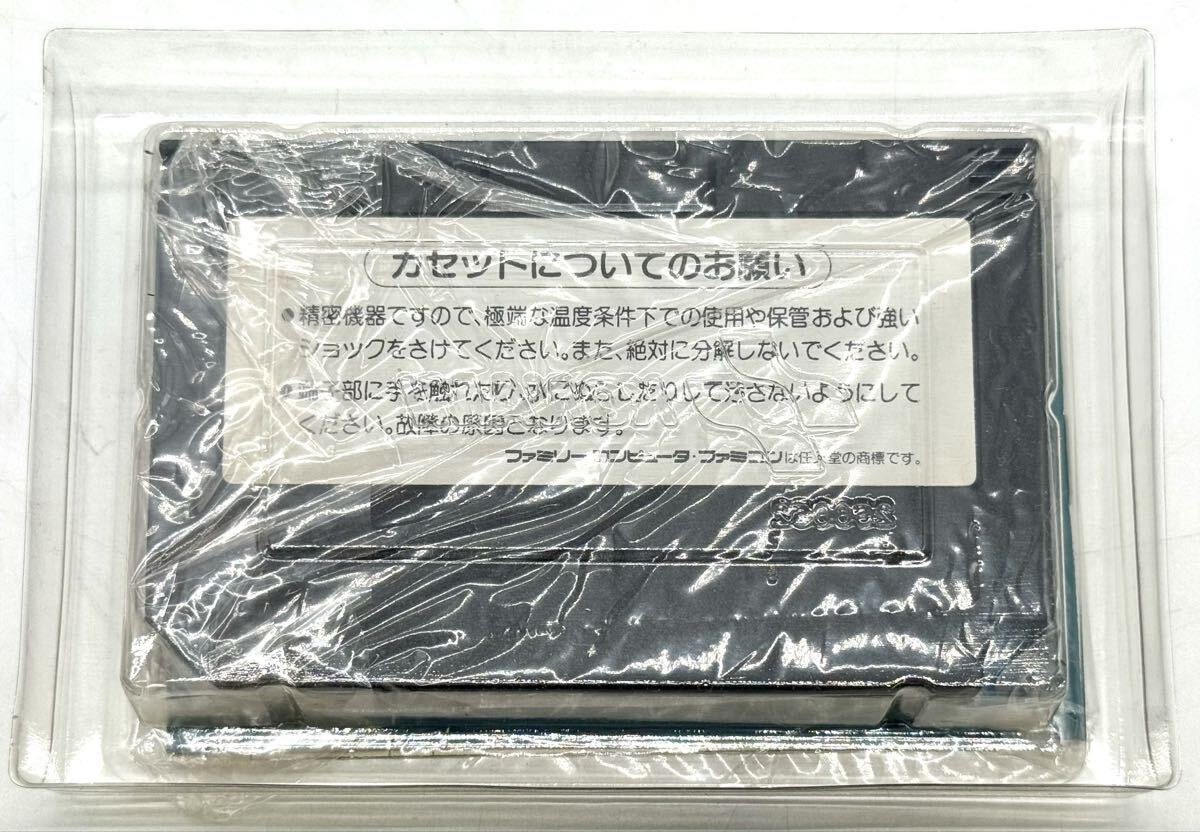 カセットについてのお願い
●精密機器ですので、極端な温度条件下での使用や保管および強い
ショックをさけてください。また、絶対に分解しないでください。
●端子部に手を触れたり、水にぬらしたりして汚さないようにして
ください。故障の原因となります。
ファミリーコンピュータ・ファミコンは任天堂の商標です。